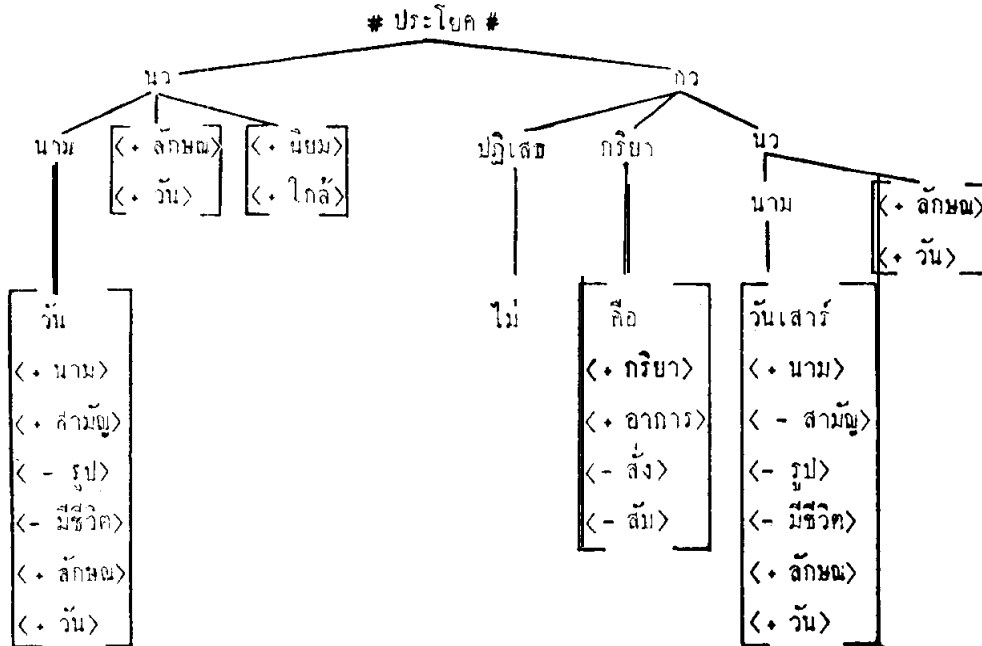 # ประโยค #
นว กว
นาม <+ ลักษณ> <+ นิยม> ปฏิเสธ กริยา นว
<+ วัน> <+ ใกล้> นาม <+ ลักษณ>
<+ วัน>
วัน ไม่ คือ วันเสาร์
<+ นาม> <+ กริยา> <+ นาม>
<+ สามัญ> <+ อาการ> <- สามัญ>
<- รูป> <- สั่ง> <- รูป>
<- มีชีวิต> <- สัม> <- มีชีวิต>
<+ ลักษณ> <+ ลักษณ>
<+ วัน> <+ วัน>